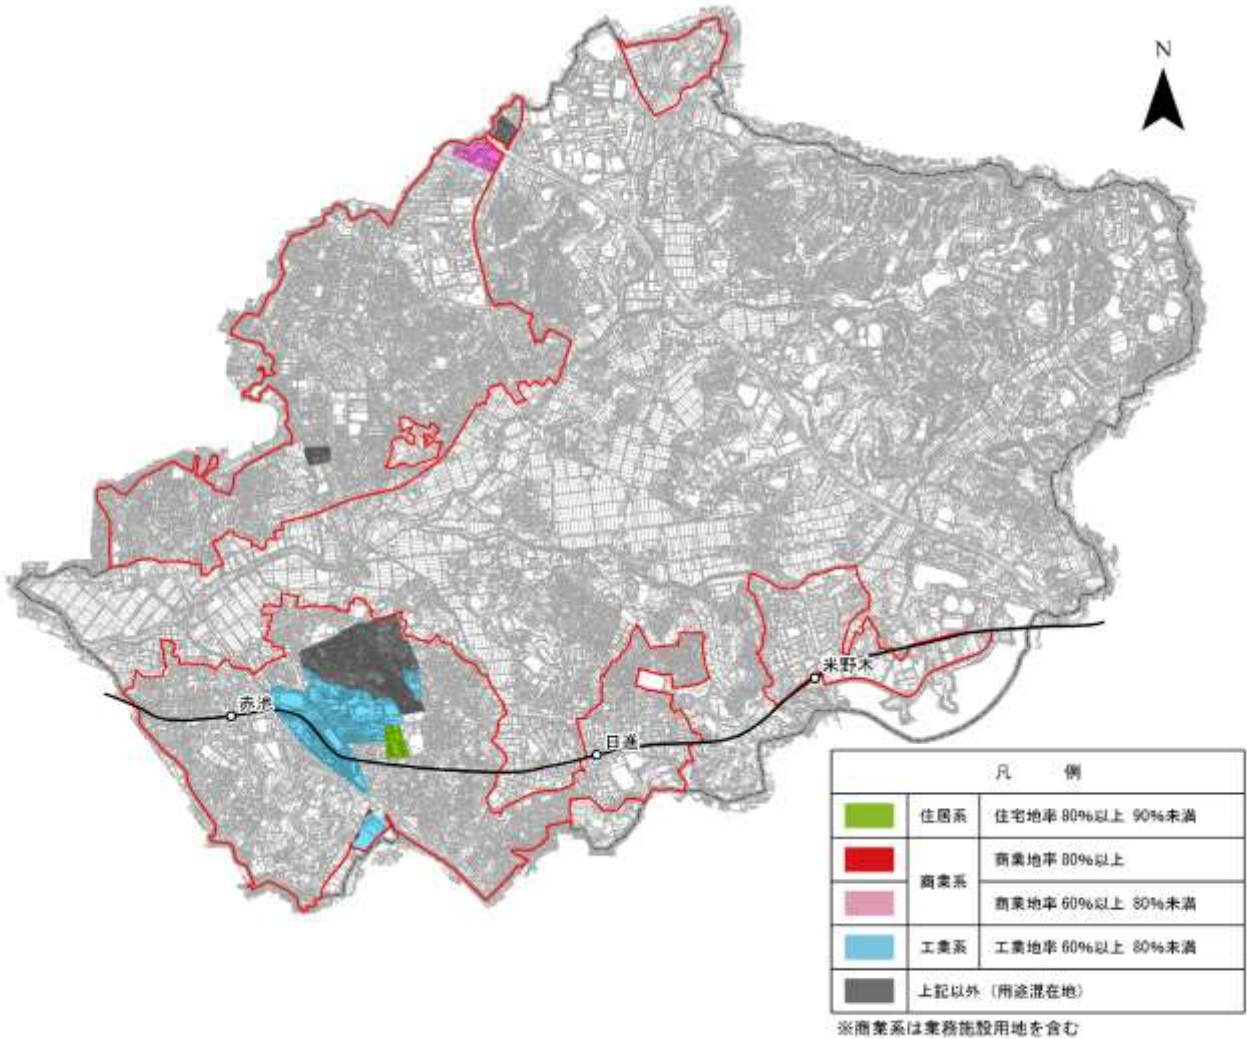 N
米野木
赤池
日進
凡 例
住居系 住宅地率 80%以上 90%未満
商業系
商業地率 80%以上
商業地率 60%以上 80%未満
工業系 工業地率 60%以上 80%未満
上記以外（用途混在地）
※商業系は業務施設用地を含む